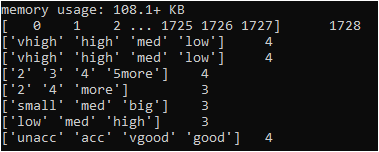 memory usage: 108.1+ KB
[   0    1    2 ... 1725 1726 1727]      1728
['vhigh' 'high' 'med' 'low']    4
['vhigh' 'high' 'med' 'low']    4
['2' '3' '4' '5more']    4
['2' '4' 'more']    3
['small' 'med' 'big']    3
['low' 'med' 'high']    3
['unacc' 'acc' 'vgood' 'good']    4